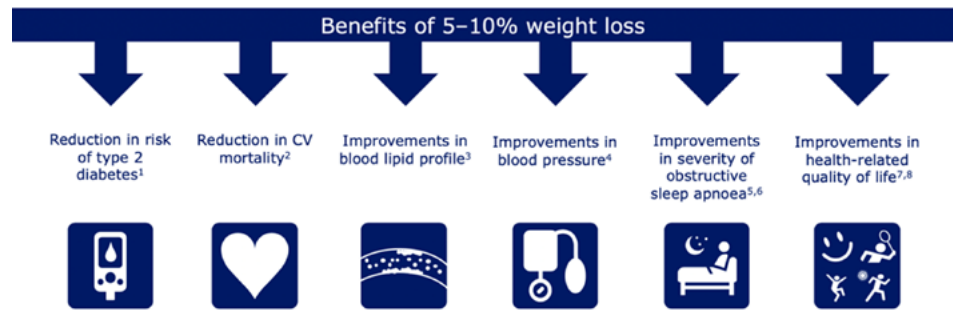 Benefits of 5–10% weight loss
Reduction in risk
of type 2
diabetes¹
Reduction in CV
mortality²
Improvements in
blood lipid profile³
Improvements in
blood pressure⁴
Improvements
in severity of
obstructive
sleep apnoea⁵,⁶
Improvements in
health-related
quality of life⁷,⁸